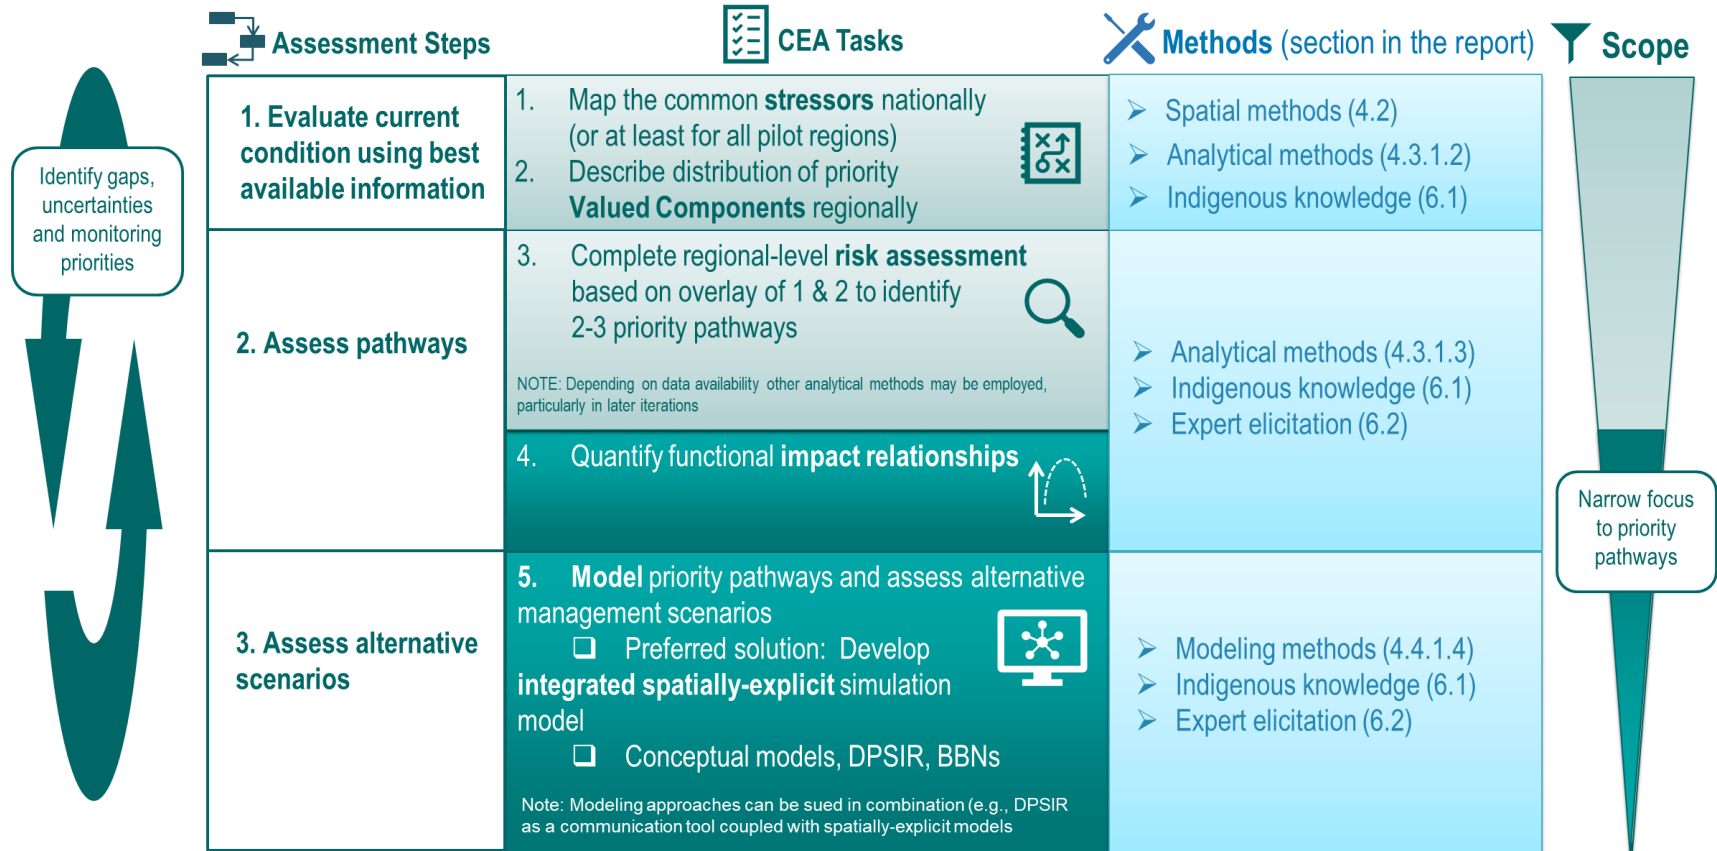 Assessment Steps
CEA Tasks
Methods (section in the report)
Scope
Identify gaps,
uncertainties
and monitoring
priorities
1. Evaluate current
condition using best
available information
1. Map the common stressors nationally
(or at least for all pilot regions)
2. Describe distribution of priority
Valued Components regionally
➢ Spatial methods (4.2)
➢ Analytical methods (4.3.1.2)
➢ Indigenous knowledge (6.1)
2. Assess pathways
3. Complete regional-level risk assessment
based on overlay of 1 & 2 to identify
2-3 priority pathways
NOTE: Depending on data availability other analytical methods may be employed,
particularly in later iterations
4. Quantify functional impact relationships
➢ Analytical methods (4.3.1.3)
➢ Indigenous knowledge (6.1)
➢ Expert elicitation (6.2)
Narrow focus
to priority
pathways
3. Assess alternative
scenarios
5. Model priority pathways and assess alternative
management scenarios
❑ Preferred solution: Develop
integrated spatially-explicit simulation
model
❑ Conceptual models, DPSIR, BBNs
Note: Modeling approaches can be sued in combination (e.g., DPSIR
as a communication tool coupled with spatially-explicit models
➢ Modeling methods (4.4.1.4)
➢ Indigenous knowledge (6.1)
➢ Expert elicitation (6.2)